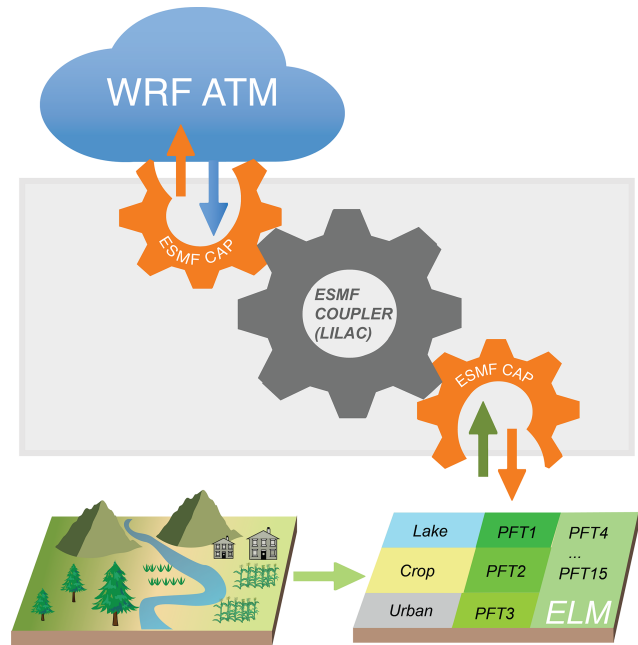 WRF ATM
ESMF CAP
ESMF
COUPLER
(LILAC)
ESMF CAP
Lake
PFT1
PFT4
...
Crop
PFT2
PFT15
Urban
PFT3
ELM